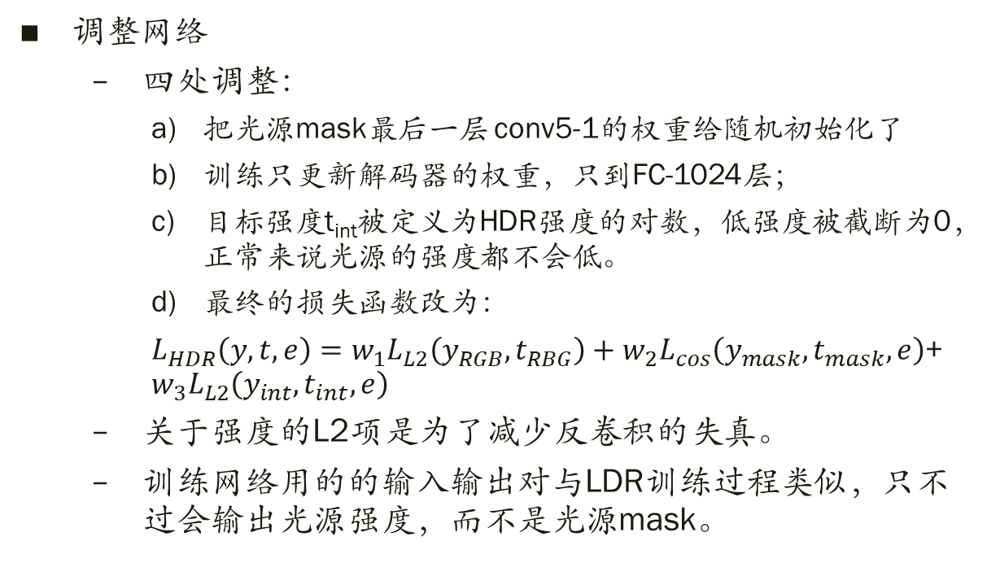 ■ 调整网络
– 四处调整：
a) 把光源mask最后一层conv5-1的权重给随机初始化了
b) 训练只更新解码器的权重，只到FC-1024层；
c) 目标强度t_int被定义为HDR强度的对数，低强度被截断为0，
正常来说光源的强度都不会低。
d) 最终的损失函数改为：
L_{HDR}(y, t, e) = w_1L_{L2}(y_{RGB}, t_{RBG}) + w_2L_{cos}(y_{mask}, t_{mask}, e)+
w_3L_{L2}(y_{int}, t_{int}, e)
– 关于强度的L2项是为了减少反卷积的失真。
– 训练网络用的的输入输出对与LDR训练过程类似，只不
过会输出光源强度，而不是光源mask。